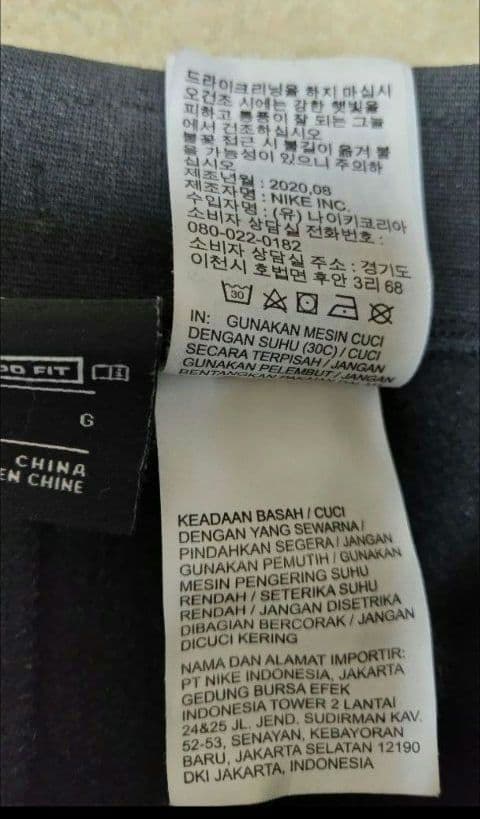 드라이크리닝을 하지 마십시
오건조 시에는 강한 햇빛을
피하고 통풍이 잘 되는 그늘
에서 건조하십시오
불꽃 접근 시 불길이 옮겨 붙
을 가능성이 있으니 주의하
십시오
제조년월 : 2020.08
제조자명 : NIKE INC.
수입자명 : (유) 나이키코리아
소비자 상담실 전화번호 :
080-022-0182
소비자 상담실 주소 : 경기도
이천시 호법면 후안 3리 68
30
IN: GUNAKAN MESIN CUCI
DENGAN SUHU (30C) / CUCI
SECARA TERPISAH / JANGAN
GUNAKAN PELEMBUT / JANGAN
BENTANGKAN
FIT
G
CHINA
EN CHINE
KEADAAN BASAH / CUCI
DENGAN YANG SEWARNA /
PINDAHKAN SEGERA / JANGAN
GUNAKAN PEMUTIH / GUNAKAN
MESIN PENGERING SUHU
RENDAH / SETERIKA SUHU
RENDAH / JANGAN DISETRIKA
DIBAGIAN BERCORAK / JANGAN
DICUCI KERING
NAMA DAN ALAMAT IMPORTIR:
PT NIKE INDONESIA, JAKARTA
GEDUNG BURSA EFEK
INDONESIA TOWER 2 LANTAI
24&25 JL. JEND. SUDIRMAN KAV.
52-53, SENAYAN, KEBAYORAN
BARU, JAKARTA SELATAN 12190
DKI JAKARTA, INDONESIA